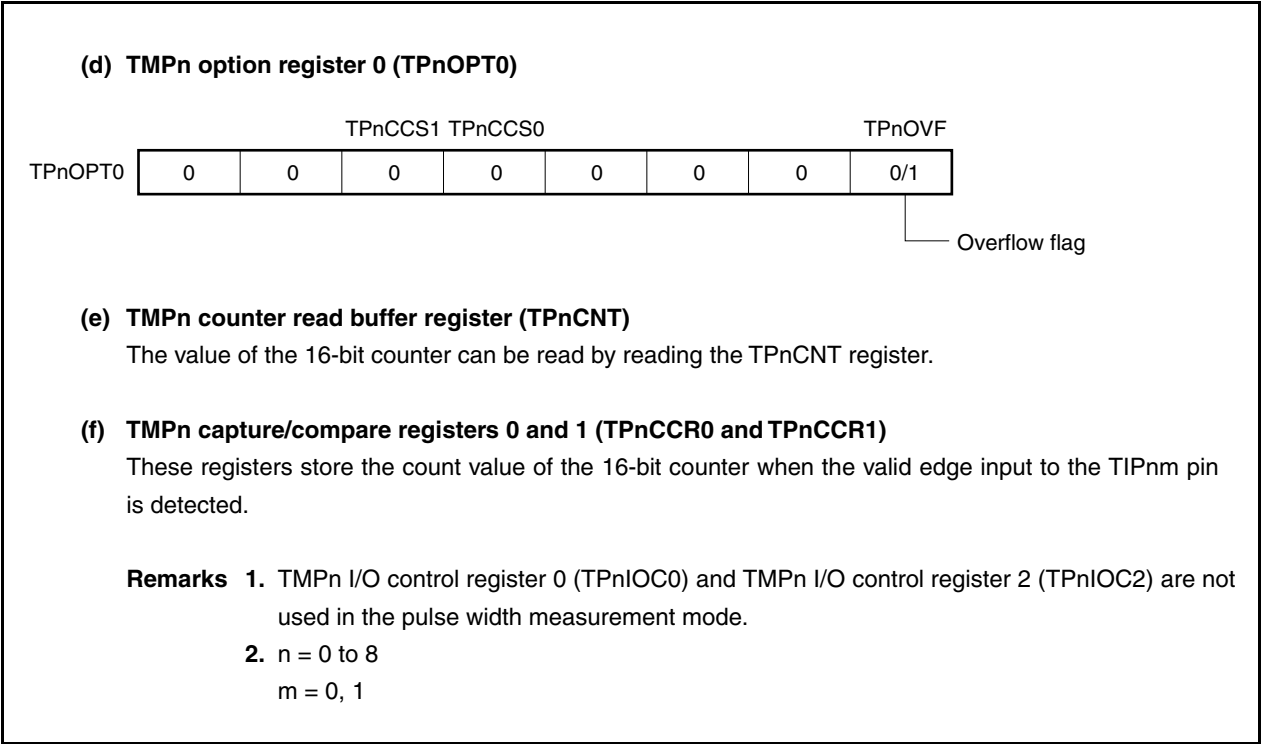 (d) TMPn option register 0 (TPnOPT0)
TPnCCS1 TPnCCS0 TPnOVF
TPnOPT0 0 0 0 0 0 0 0 0/1
Overflow flag
(e) TMPn counter read buffer register (TPnCNT)
The value of the 16-bit counter can be read by reading the TPnCNT register.
(f) TMPn capture/compare registers 0 and 1 (TPnCCR0 and TPnCCR1)
These registers store the count value of the 16-bit counter when the valid edge input to the TIPnm pin
is detected.
Remarks 1. TMPn I/O control register 0 (TPnIOC0) and TMPn I/O control register 2 (TPnIOC2) are not
used in the pulse width measurement mode.
2. n = 0 to 8
m = 0, 1